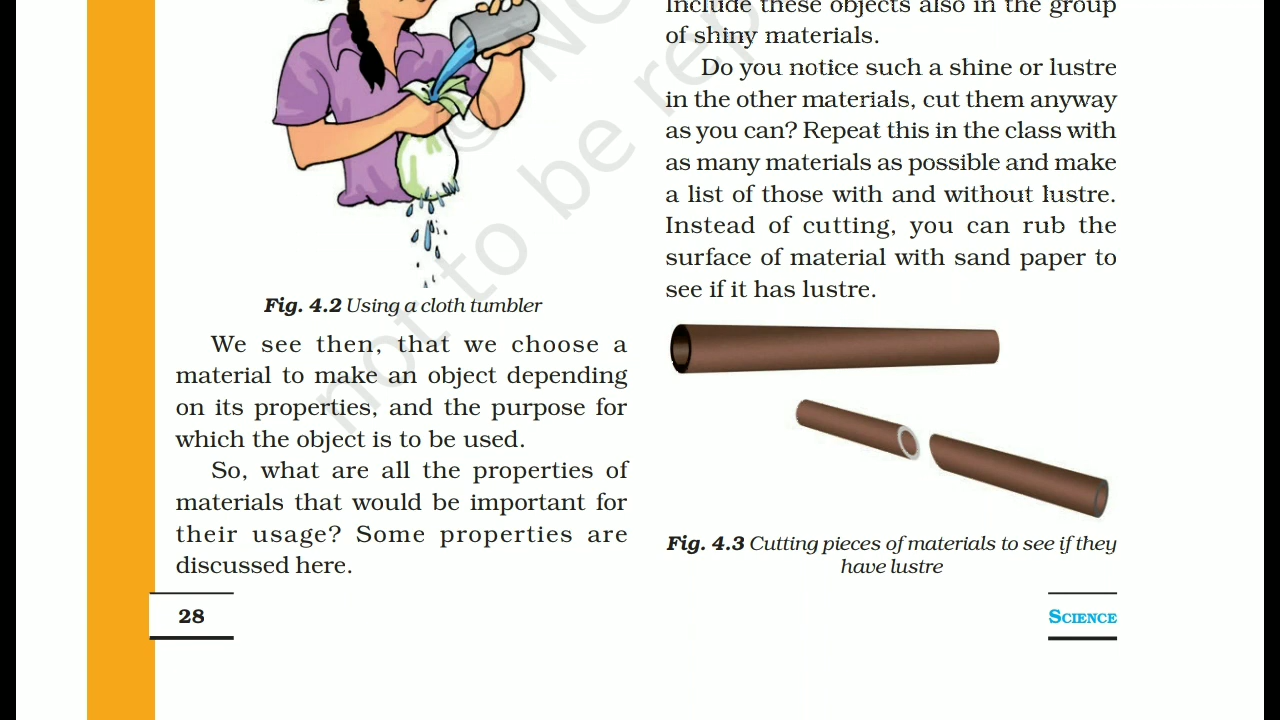 Fig. 4.2 Using a cloth tumbler
We see then, that we choose a
material to make an object depending
on its properties, and the purpose for
which the object is to be used.
So, what are all the properties of
materials that would be important for
their usage? Some properties are
discussed here.
include these objects also in the group
of shiny materials.
Do you notice such a shine or lustre
in the other materials, cut them anyway
as you can? Repeat this in the class with
as many materials as possible and make
a list of those with and without lustre.
Instead of cutting, you can rub the
surface of material with sand paper to
see if it has lustre.
Fig. 4.3 Cutting pieces of materials to see if they
have lustre
28
SCIENCE
not to be rep